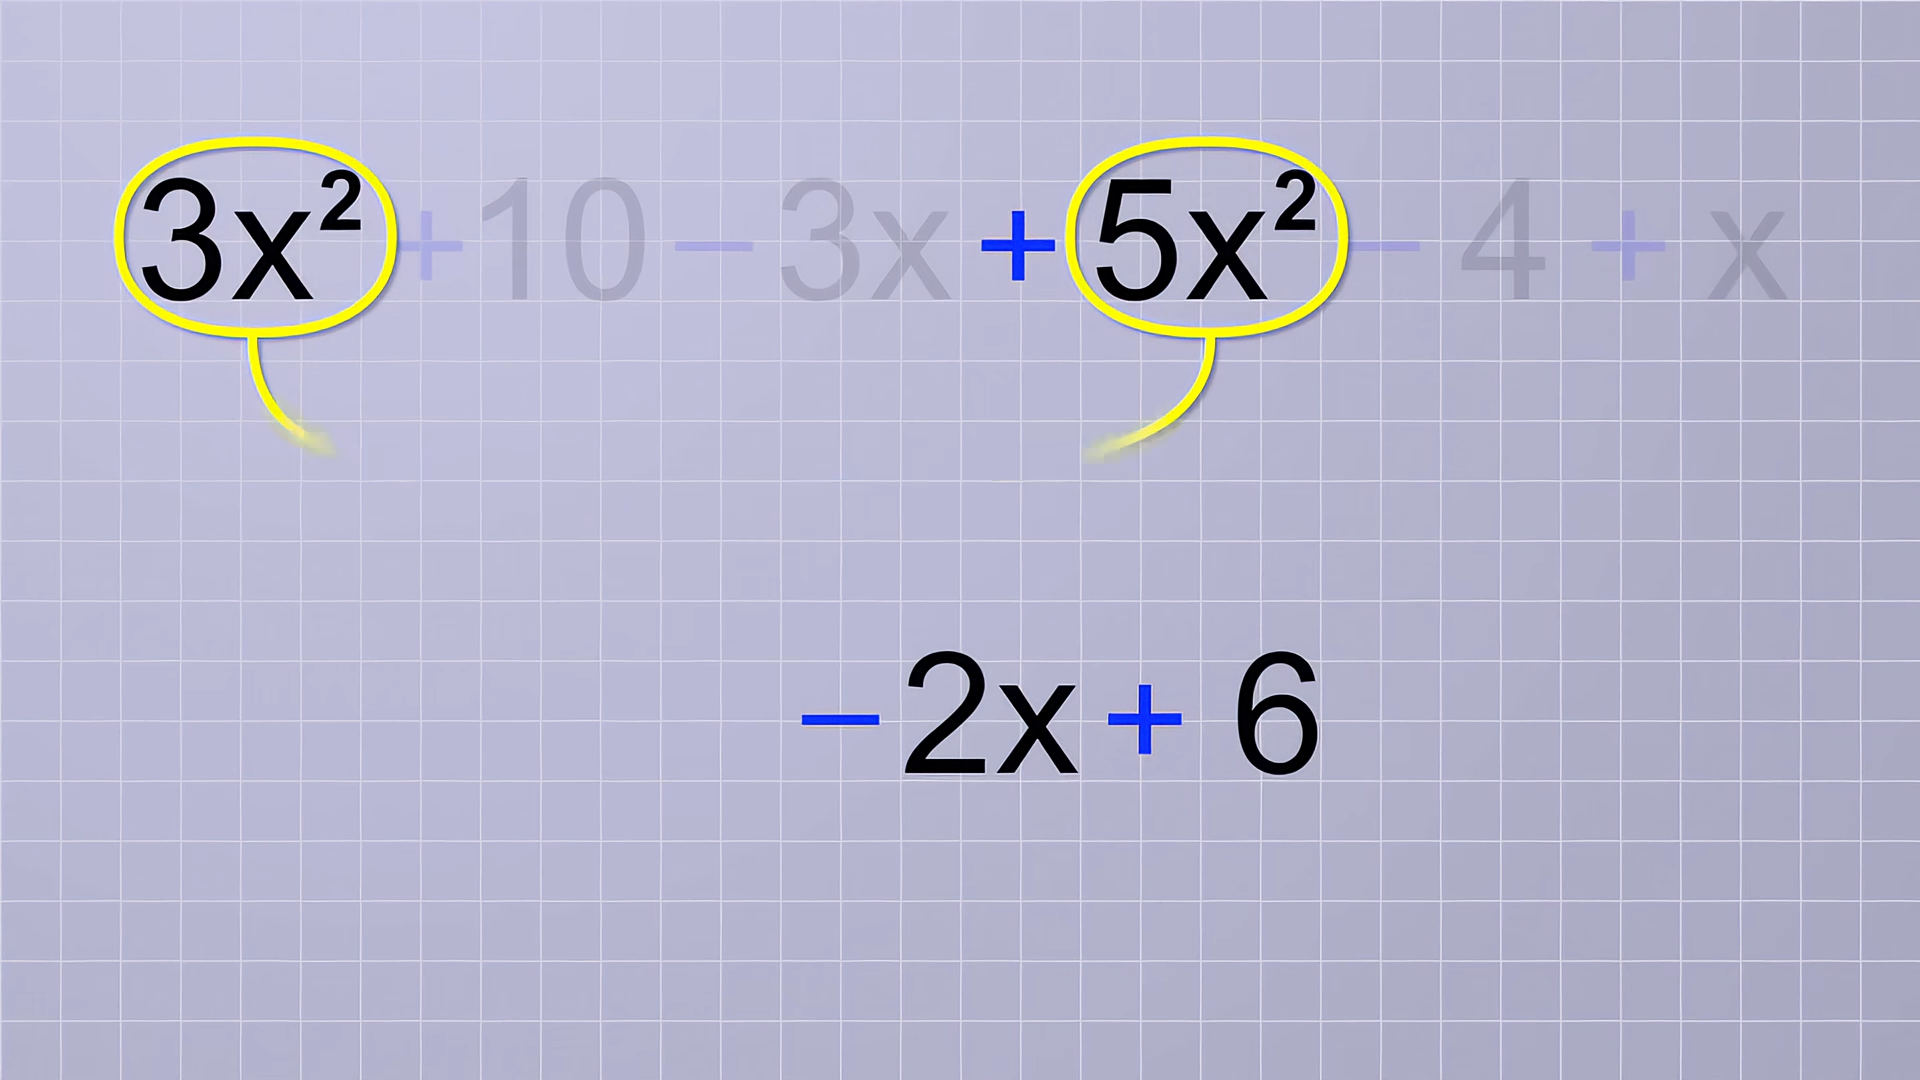 3x² + 10 − 3x + 5x² − 4 + x
− 2x + 6